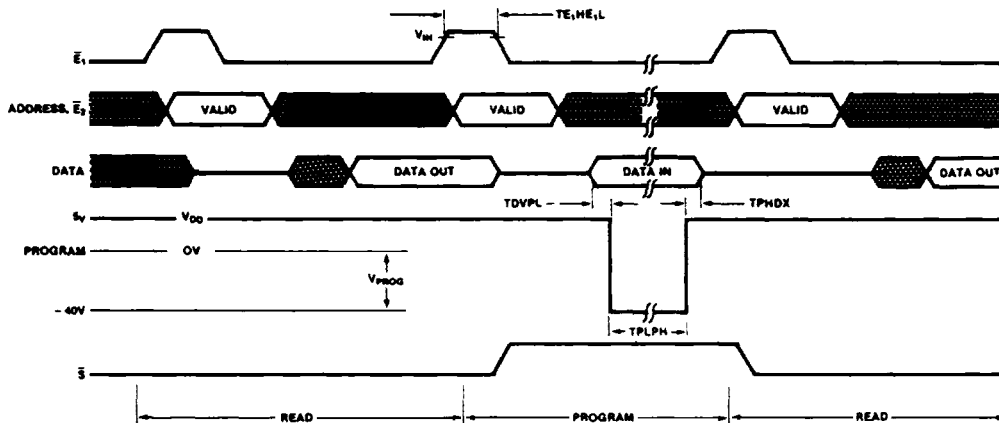 TE₁HE₁L
V_IH
Ē₁
ADDRESS, Ē₂ VALID VALID VALID
DATA DATA OUT DATA IN DATA OUT
TDVPL TPHDX
5V V_DD
PROGRAM 0V
V_PROG
- 40V
TPLPH
S̄
READ PROGRAM READ